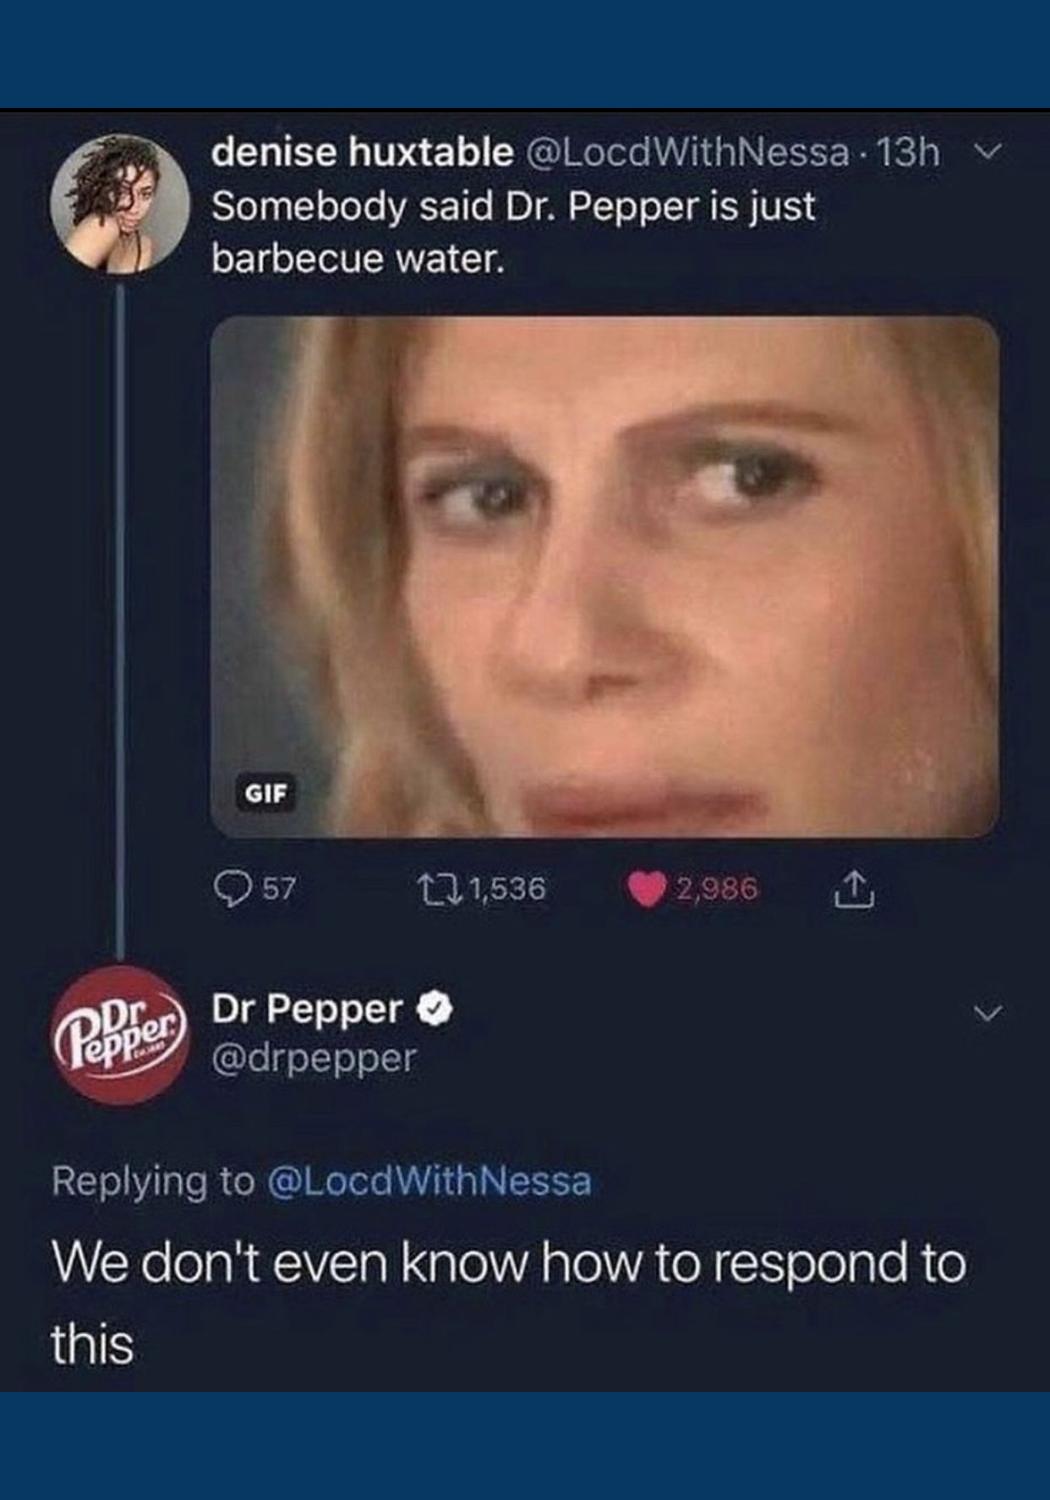 denise huxtable @LocdWithNessa · 13h
Somebody said Dr. Pepper is just
barbecue water.
GIF
57 1,536 2,986
Dr
Pepper
Dr Pepper
@drpepper
Replying to @LocdWithNessa
We don't even know how to respond to
this